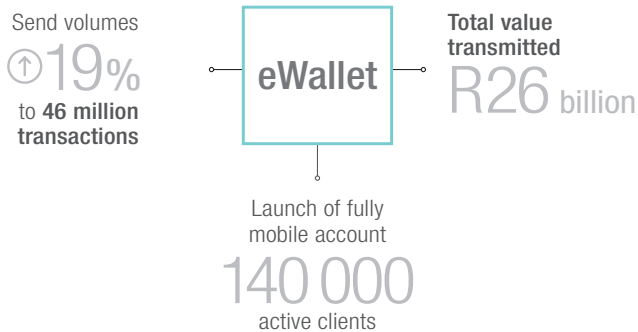 Send volumes
↑19%
to 46 million
transactions
eWallet
Total value
transmitted
R26 billion
Launch of fully
mobile account
140 000
active clients